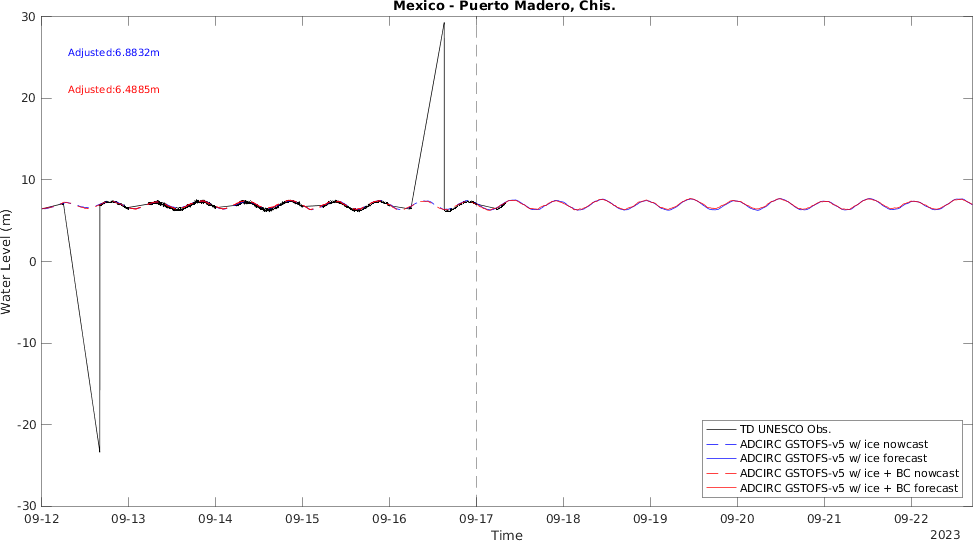 Mexico - Puerto Madero, Chis.
30
20
10
0
-10
-20
-30
Water Level (m)
Adjusted:6.8832m
Adjusted:6.4885m
TD UNESCO Obs.
ADCIRC GSTOFS-v5 w/ ice nowcast
ADCIRC GSTOFS-v5 w/ ice forecast
ADCIRC GSTOFS-v5 w/ ice + BC nowcast
ADCIRC GSTOFS-v5 w/ ice + BC forecast
09-12 09-13 09-14 09-15 09-16 09-17 09-18 09-19 09-20 09-21 09-22
Time
2023